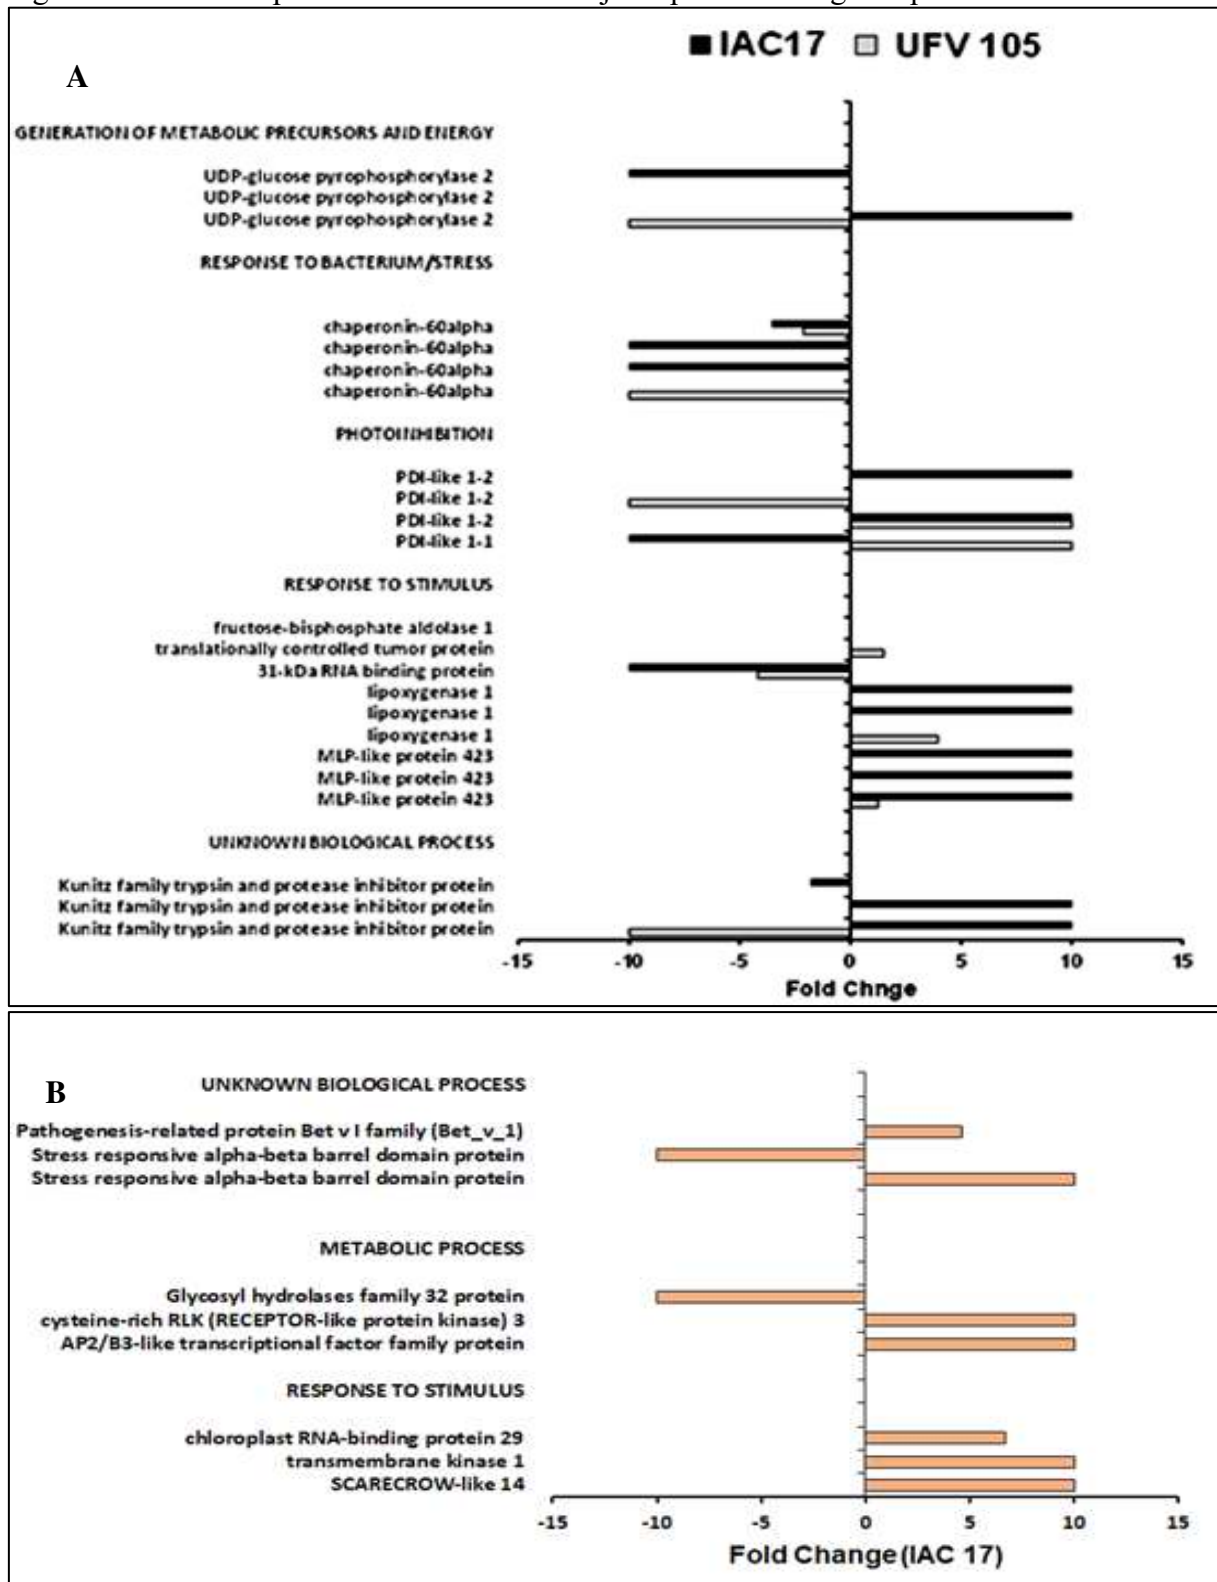 IAC17 UFV 105
A
GENERATION OF METABOLIC PRECURSORS AND ENERGY
UDP-glucose pyrophosphorylase 2
UDP-glucose pyrophosphorylase 2
UDP-glucose pyrophosphorylase 2
RESPONSE TO BACTERIUM/STRESS
chaperonin-60alpha
chaperonin-60alpha
chaperonin-60alpha
chaperonin-60alpha
PHOTOINHIBITION
PDI-like 1-2
PDI-like 1-2
PDI-like 1-2
PDI-like 1-1
RESPONSE TO STIMULUS
fructose-bisphosphate aldolase 1
translationally controlled tumor protein
31-kDa RNA binding protein
lipoxygenase 1
lipoxygenase 1
lipoxygenase 1
MLP-like protein 423
MLP-like protein 423
MLP-like protein 423
UNKNOWN BIOLOGICAL PROCESS
Kunitz family trypsin and protease inhibitor protein
Kunitz family trypsin and protease inhibitor protein
Kunitz family trypsin and protease inhibitor protein
-15 -10 -5 0 5 10 15
Fold Chnge
B
UNKNOWN BIOLOGICAL PROCESS
Pathogenesis-related protein Bet v I family (Bet_v_1)
Stress responsive alpha-beta barrel domain protein
Stress responsive alpha-beta barrel domain protein
METABOLIC PROCESS
Glycosyl hydrolases family 32 protein
cysteine-rich RLK (RECEPTOR-like protein kinase) 3
AP2/B3-like transcriptional factor family protein
RESPONSE TO STIMULUS
chloroplast RNA-binding protein 29
transmembrane kinase 1
SCARECROW-like 14
-15 -10 -5 0 5 10 15
Fold Change(IAC 17)